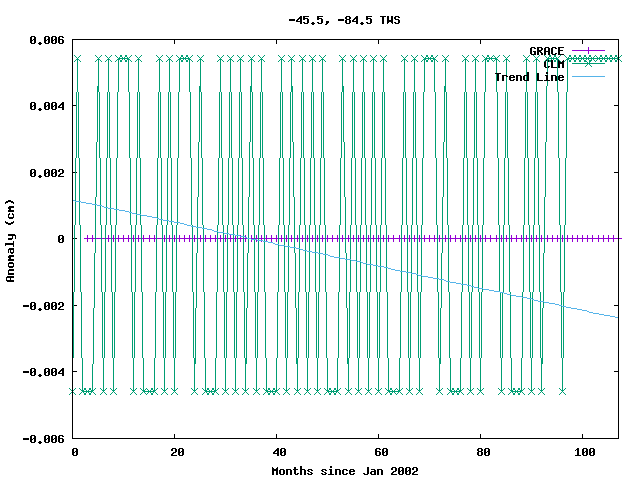 -45.5, -84.5 TWS
GRACE
CLM
Trend Line
0.006
0.004
0.002
0
-0.002
-0.004
-0.006
Anomaly (cm)
0 20 40 60 80 100
Months since Jan 2002